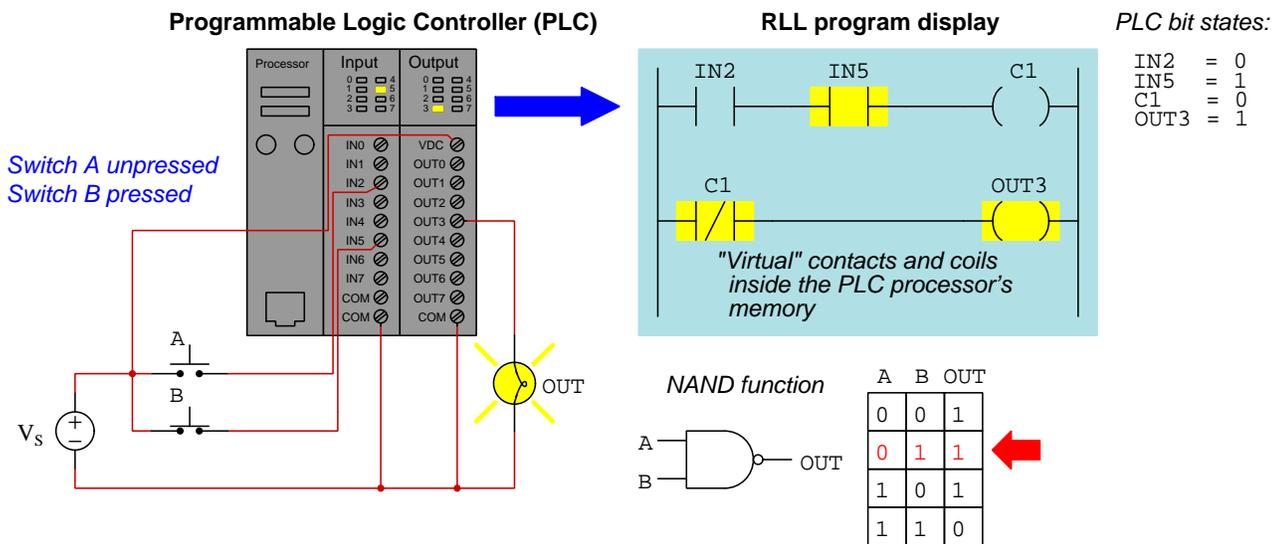 Programmable Logic Controller (PLC)
RLL program display
PLC bit states:
Processor
Input
Output
0 4
1 5
2 6
3 7
0 4
1 5
2 6
3 7
IN0
IN1
IN2
IN3
IN4
IN5
IN6
IN7
COM
COM
VDC
OUT0
OUT1
OUT2
OUT3
OUT4
OUT5
OUT6
OUT7
COM
IN2 IN5 C1
C1 OUT3
"Virtual" contacts and coils
inside the PLC processor's
memory
IN2 = 0
IN5 = 1
C1 = 0
OUT3 = 1
Switch A unpressed
Switch B pressed
A
B
VS
+
−
OUT
NAND function
A
B
OUT
A B OUT
0 0 1
0 1 1
1 0 1
1 1 0